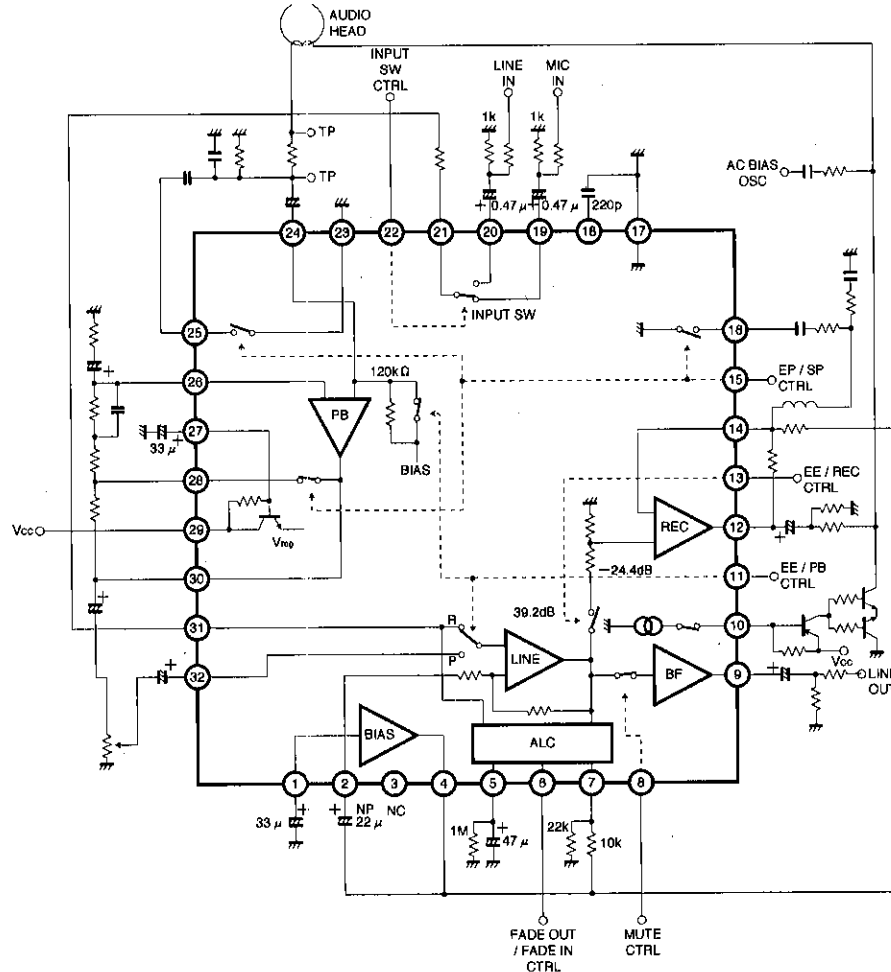 AUDIO
HEAD
INPUT
SW
CTRL
LINE
IN
MIC
IN
1k
1k
TP
TP
AC BIAS
OSC
+ 0.47 μ
+ 0.47 μ
220p
24
23
22
21
20
19
16
17
INPUT SW
25
18
15
EP / SP
CTRL
26
120kΩ
PB
BIAS
14
27
33 μ
+
13
EE / REC
CTRL
28
REC
12
+
Vcc
29
Vreg
−24.4dB
30
11
EE / PB
CTRL
39.2dB
31
R
10
Vcc
P
LINE
32
+
BF
9
+
LINE
OUT
BIAS
ALC
1
2
3
4
5
6
7
8
33 μ
+
+
NP
22 μ
NC
1M
+
47 μ
22k
10k
FADE OUT
/ FADE IN
CTRL
MUTE
CTRL